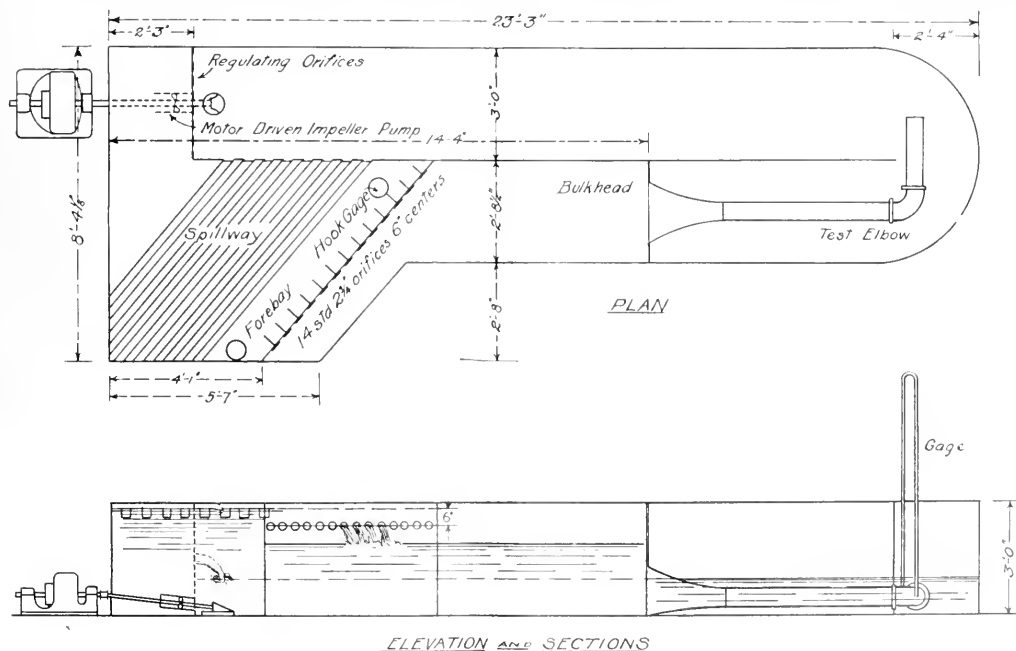 23'-3"
2'-3"
2'-4"
Regulating Orifices
3'-0"
Motor Driven Impeller Pump
14-4"
Bulkhead
8'-4⅛"
Spillway
Hook Gage
2'-8½"
14 std 2¾" orifices 6" centers
Test Elbow
Forebay
2'-8"
PLAN
4'-1"
5'-7"
Gage
6"
3'-0"
ELEVATION AND SECTIONS